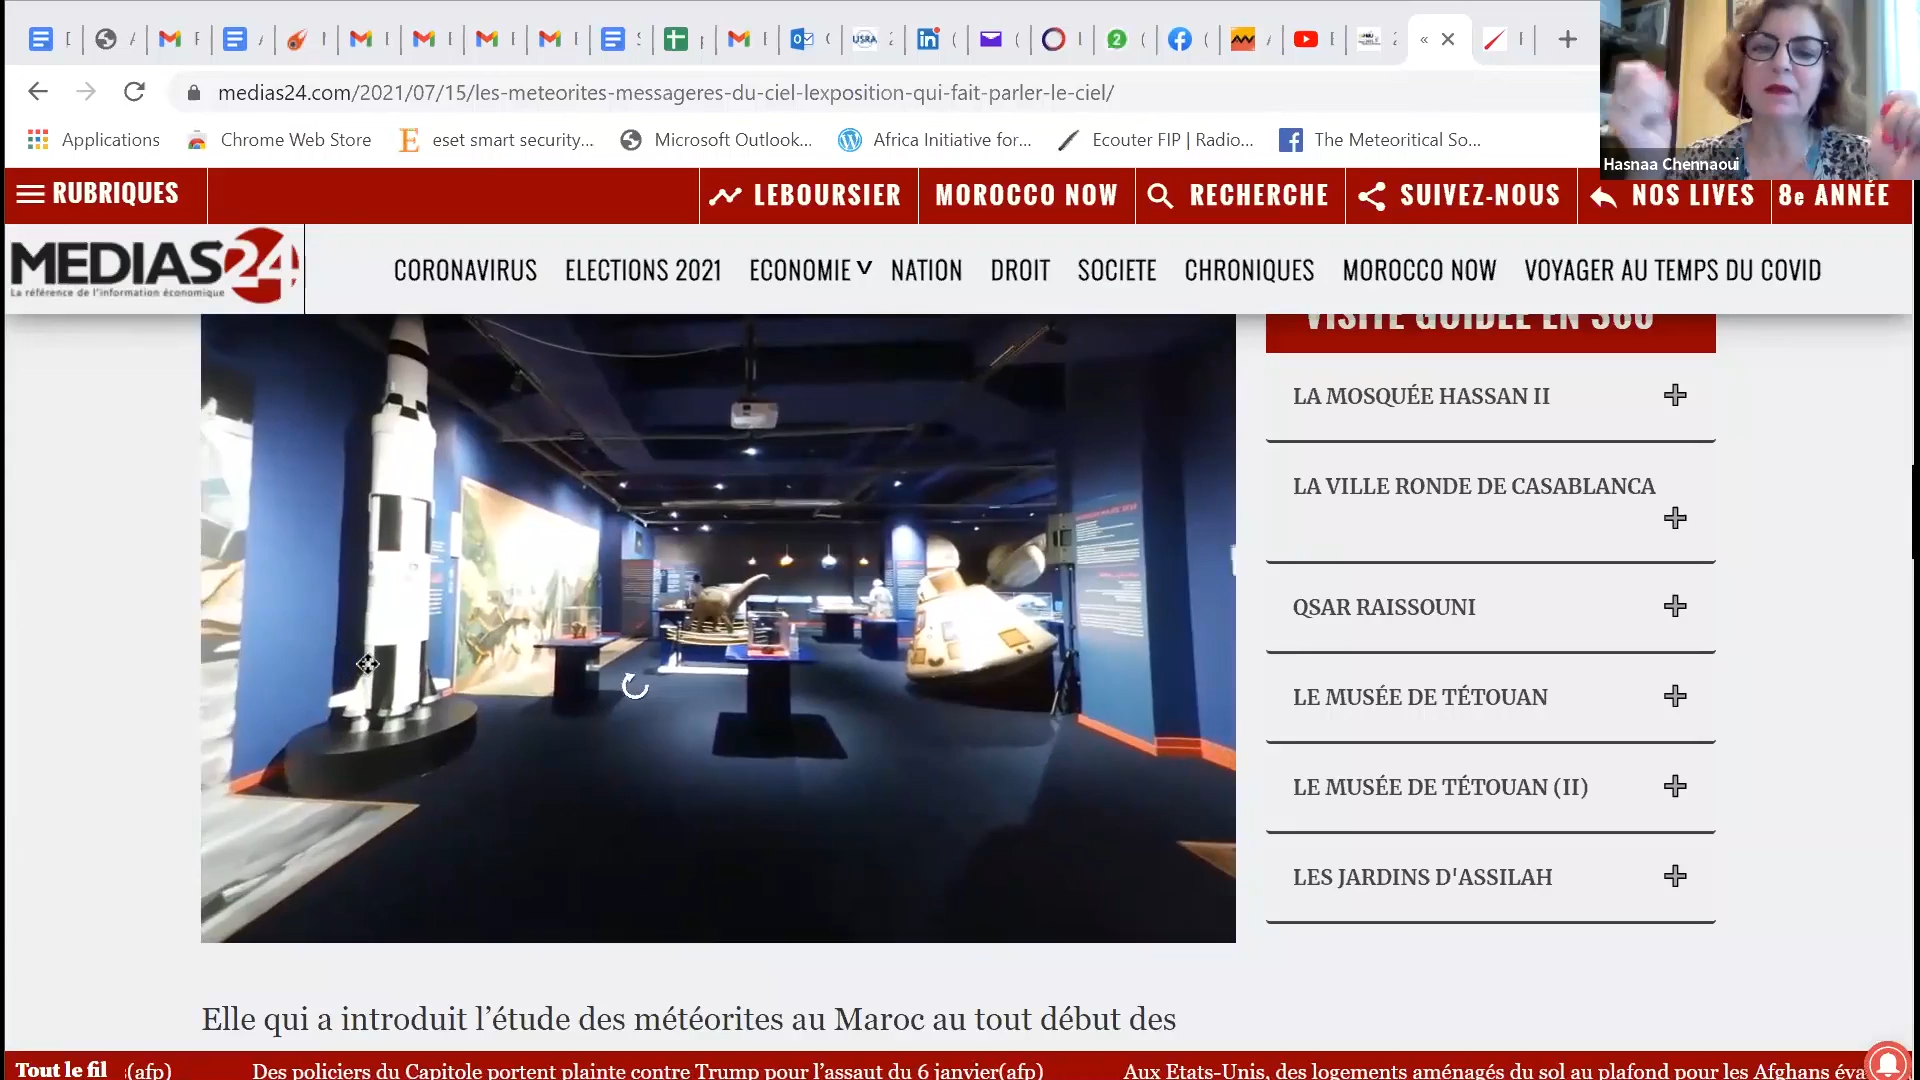 medias24.com/2021/07/15/les-meteorites-messageres-du-ciel-lexposition-qui-fait-parler-le-ciel/
Applications
Chrome Web Store
eset smart security...
Microsoft Outlook...
Africa Initiative for...
Ecouter FIP | Radio...
The Meteoritical So...
Hasnaa Chennaoui
RUBRIQUES
LEBOURSIER
MOROCCO NOW
RECHERCHE
SUIVEZ-NOUS
NOS LIVES
8e ANNÉE
MEDIAS24
La référence de l'information économique
CORONAVIRUS
ELECTIONS 2021
ECONOMIE
NATION
DROIT
SOCIETE
CHRONIQUES
MOROCCO NOW
VOYAGER AU TEMPS DU COVID
VISITE GUIDÉE EN 360
LA MOSQUÉE HASSAN II
LA VILLE RONDE DE CASABLANCA
QSAR RAISSOUNI
LE MUSÉE DE TÉTOUAN
LE MUSÉE DE TÉTOUAN (II)
LES JARDINS D'ASSILAH
Elle qui a introduit l'étude des météorites au Maroc au tout début des
Tout le fil
(afp)
Des policiers du Capitole portent plainte contre Trump pour l'assaut du 6 janvier(afp)
Aux Etats-Unis, des logements aménagés du sol au plafond pour les Afghans éva